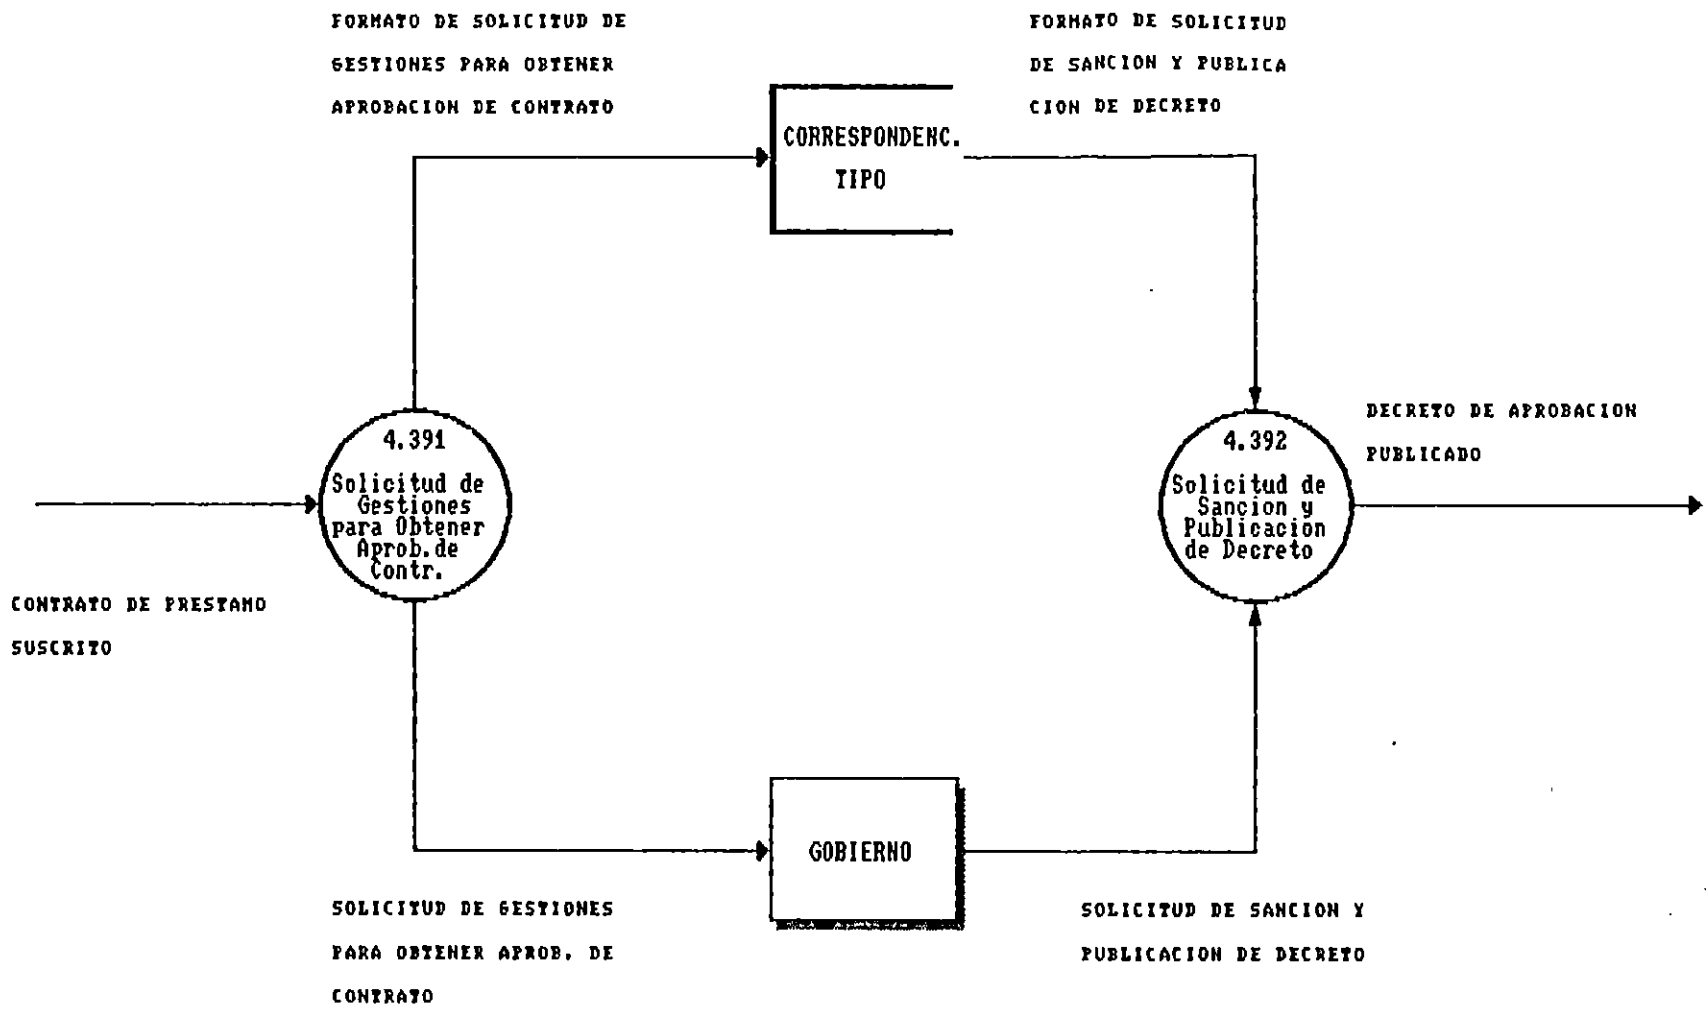 FORMATO DE SOLICITUD DE
GESTIONES PARA OBTENER
APROBACION DE CONTRATO
FORMATO DE SOLICITUD
DE SANCION Y PUBLICA
CION DE DECRETO
CORRESPONDENC.
TIPO
4.391
Solicitud de
Gestiones
para Obtener
Aprob.de
Contr.
4.392
Solicitud de
Sancion y
Publicacion
de Decreto
DECRETO DE APROBACION
PUBLICADO
CONTRATO DE PRESTAMO
SUSCRITO
GOBIERNO
SOLICITUD DE GESTIONES
PARA OBTENER APROB. DE
CONTRATO
SOLICITUD DE SANCION Y
PUBLICACION DE DECRETO